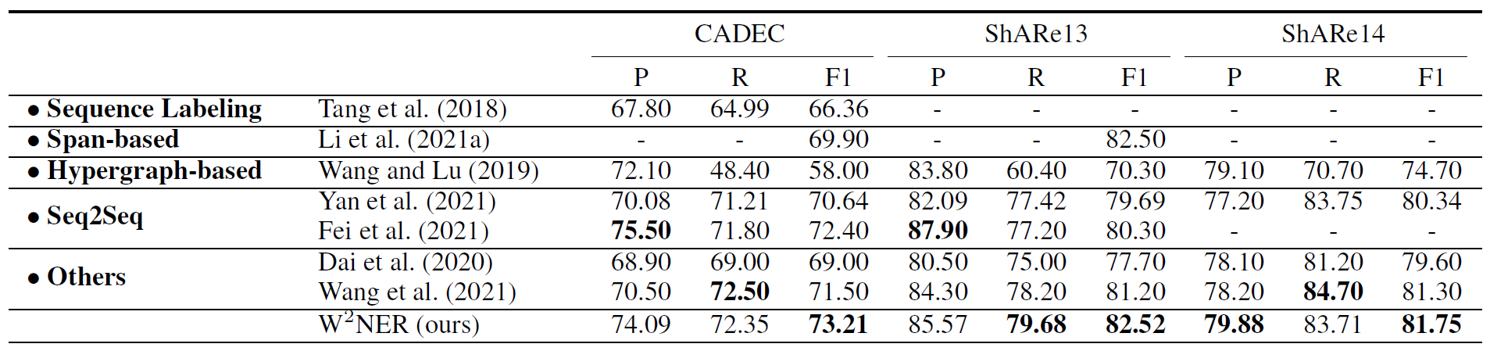 CADEC ShARe13 ShARe14
P R F1 P R F1 P R F1
• Sequence Labeling Tang et al. (2018) 67.80 64.99 66.36 - - - - - -
• Span-based Li et al. (2021a) - - 69.90 82.50
• Hypergraph-based Wang and Lu (2019) 72.10 48.40 58.00 83.80 60.40 70.30 79.10 70.70 74.70
• Seq2Seq Yan et al. (2021) 70.08 71.21 70.64 82.09 77.42 79.69 77.20 83.75 80.34
Fei et al. (2021) 75.50 71.80 72.40 87.90 77.20 80.30 - - -
• Others Dai et al. (2020) 68.90 69.00 69.00 80.50 75.00 77.70 78.10 81.20 79.60
Wang et al. (2021) 70.50 72.50 71.50 84.30 78.20 81.20 78.20 84.70 81.30
W²NER (ours) 74.09 72.35 73.21 85.57 79.68 82.52 79.88 83.71 81.75